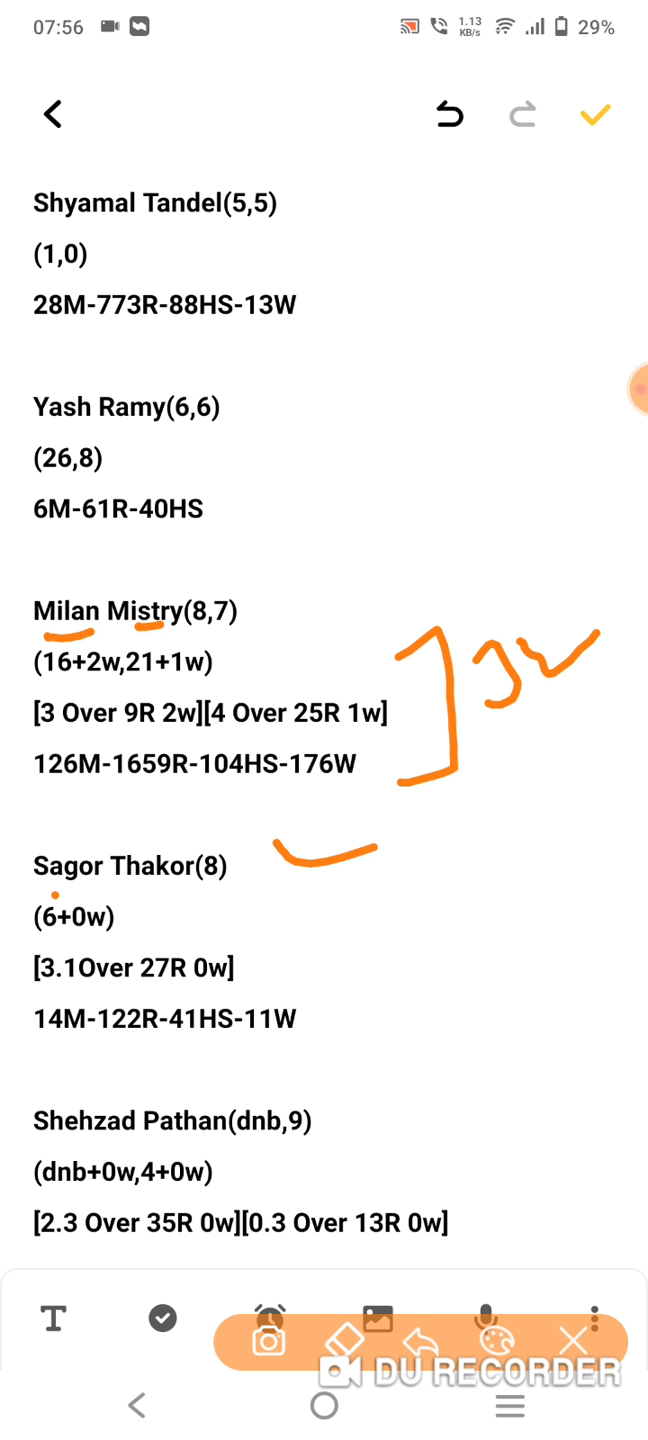 07:56
1.13 KB/s
29%
Shyamal Tandel(5,5)
(1,0)
28M-773R-88HS-13W
Yash Ramy(6,6)
(26,8)
6M-61R-40HS
Milan Mistry(8,7)
(16+2w,21+1w)
[3 Over 9R 2w][4 Over 25R 1w]
126M-1659R-104HS-176W
Sagor Thakor(8)
(6+0w)
[3.1Over 27R 0w]
14M-122R-41HS-11W
Shehzad Pathan(dnb,9)
(dnb+0w,4+0w)
[2.3 Over 35R 0w][0.3 Over 13R 0w]
T
DU RECORDER